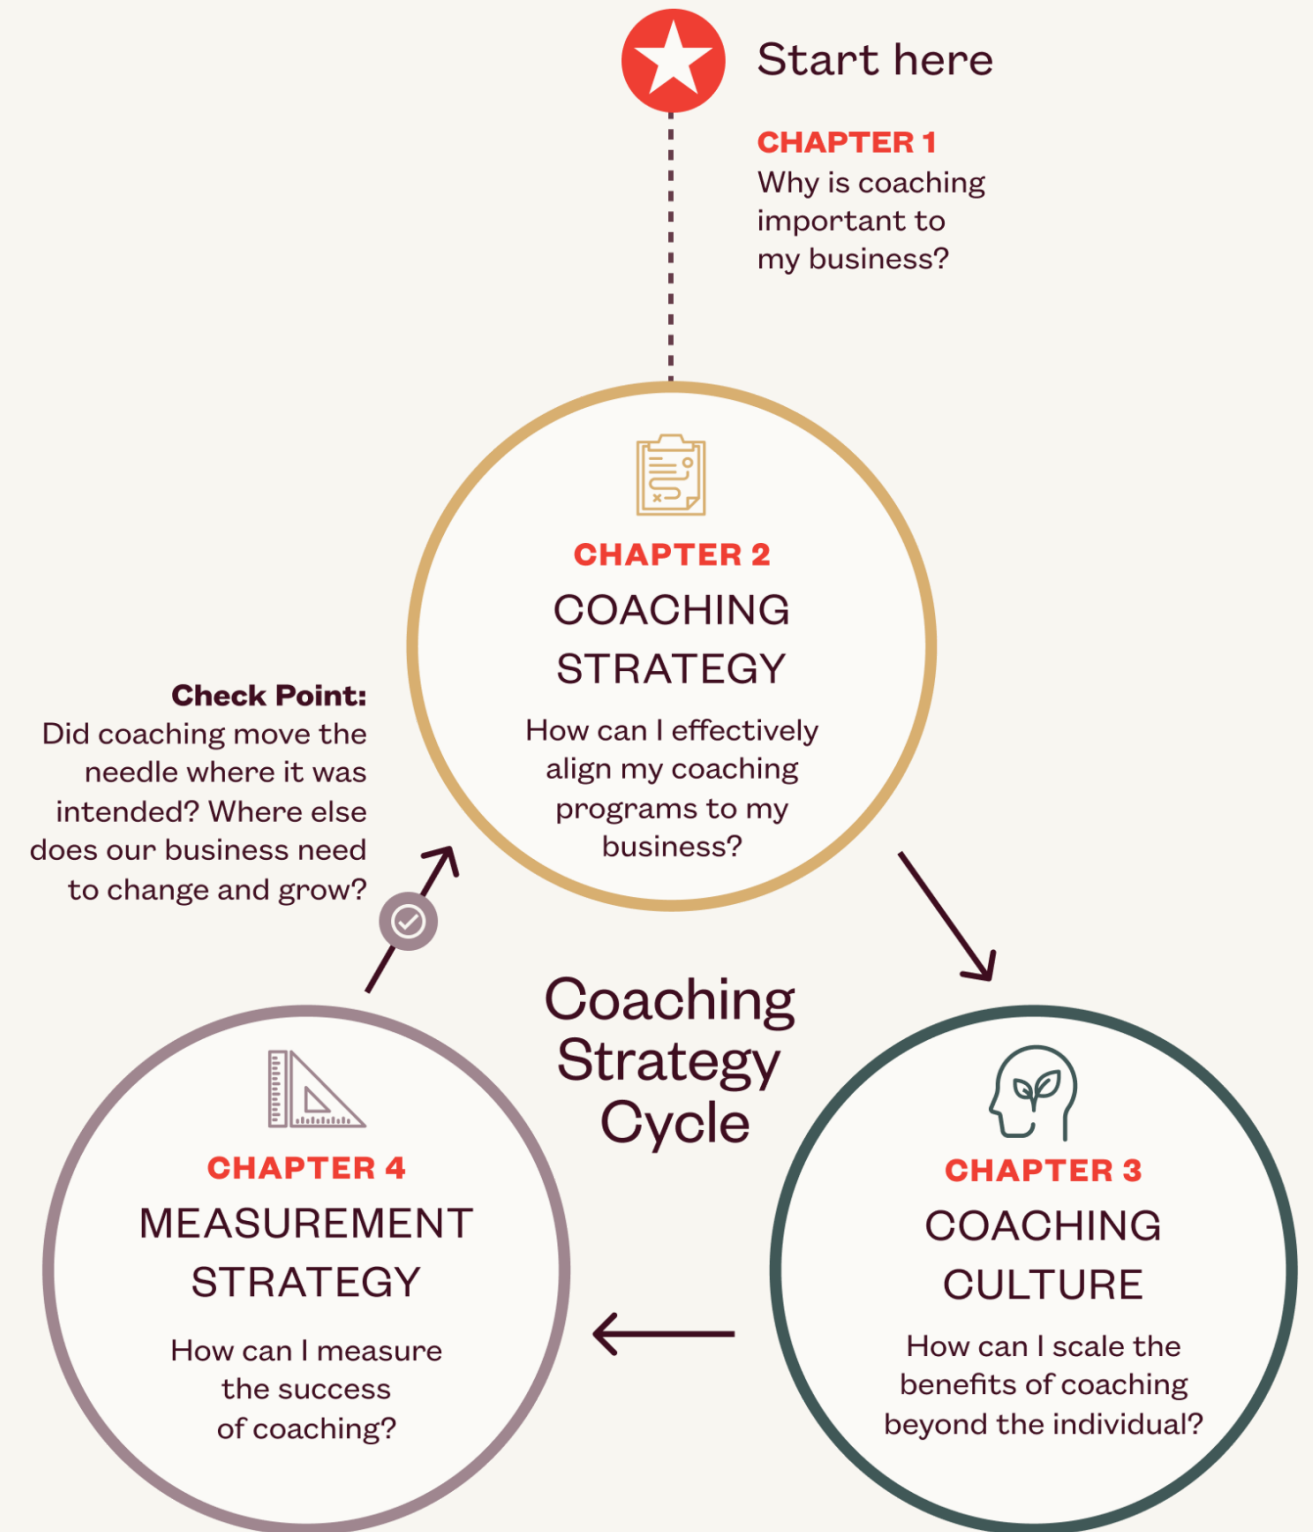 Start here
CHAPTER 1
Why is coaching
important to
my business?
CHAPTER 2
COACHING
STRATEGY
How can I effectively
align my coaching
programs to my
business?
Check Point:
Did coaching move the
needle where it was
intended? Where else
does our business need
to change and grow?
Coaching
Strategy
Cycle
CHAPTER 3
COACHING
CULTURE
How can I scale the
benefits of coaching
beyond the individual?
CHAPTER 4
MEASUREMENT
STRATEGY
How can I measure
the success
of coaching?